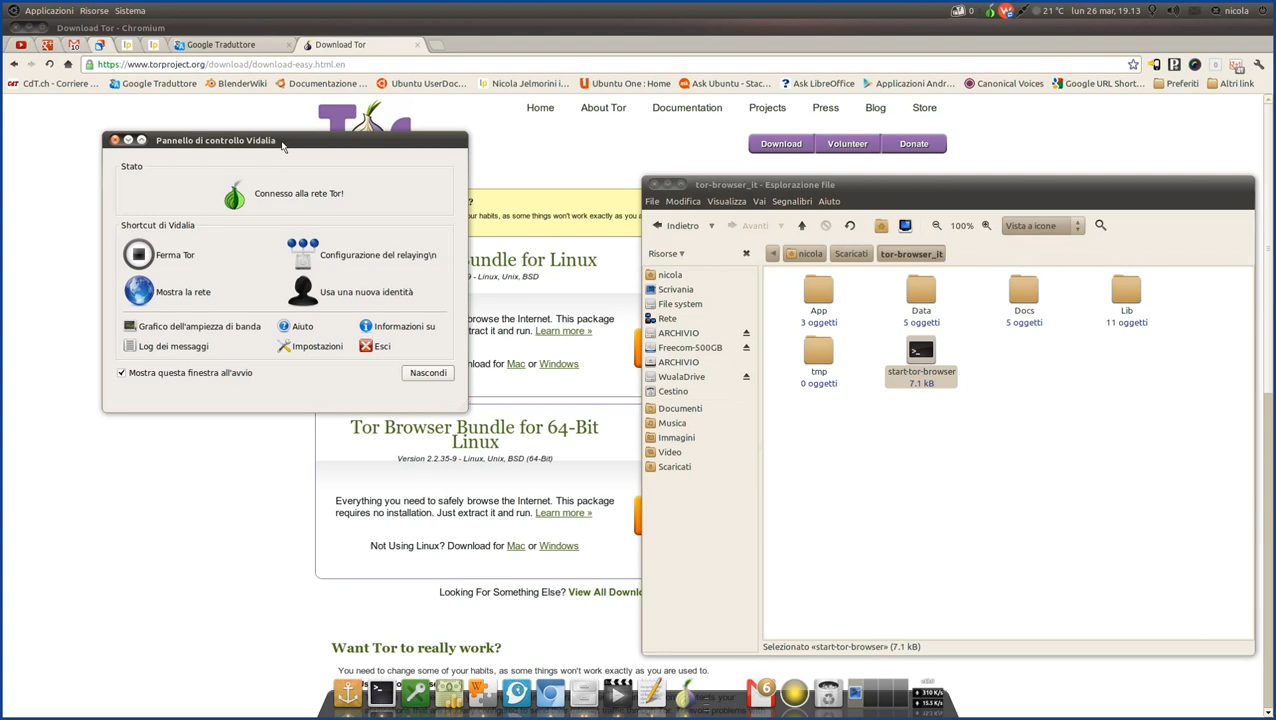 Applicazioni Risorse Sistema
0
21 °C lun 26 mar, 19.13 nicola
Download Tor - Chromium
Google Traduttore
Download Tor
https://www.torproject.org/download/download-easy.html.en
CdT.ch - Corriere ... Google Traduttore BlenderWiki Documentazione ... Ubuntu UserDoc... Nicola Jelmorini i... Ubuntu One : Home Ask Ubuntu - Stac... Ask LibreOffice Applicazioni Andr... Canonical Voices Google URL Short... Preferiti Altri link
Home About Tor Documentation Projects Press Blog Store
Download Volunteer Donate
Pannello di controllo Vidalia
Stato
Connesso alla rete Tor!
Shortcut di Vidalia
Ferma Tor
Configurazione del relaying\n
Mostra la rete
Usa una nuova identità
Grafico dell'ampiezza di banda
Aiuto
Informazioni su
Log dei messaggi
Impostazioni
Esci
Mostra questa finestra all'avvio
Nascondi
?
ur habits, as some things won't work exactly as you a
undle for Linux
9 - Linux, Unix, BSD
the Internet. This package
xtract it and run. Learn more »
load for Mac or Windows
Tor Browser Bundle for 64-Bit
Linux
Version 2.2.35-9 - Linux, Unix, BSD (64-Bit)
Everything you need to safely browse the Internet. This package
requires no installation. Just extract it and run. Learn more »
Not Using Linux? Download for Mac or Windows
Looking For Something Else? View All Downlo
Want Tor to really work?
You need to change some of your habits, as some things won't work exactly as you are used to.
tor-browser_it - Esplorazione file
File Modifica Visualizza Vai Segnalibri Aiuto
Indietro Avanti 100% Vista a icone
Risorse
nicola Scaricati tor-browser_it
nicola
Scrivania
File system
Rete
ARCHIVIO
Freecom-500GB
ARCHIVIO
WualaDrive
Cestino
Documenti
Musica
Immagini
Video
Scaricati
App
3 oggetti
Data
5 oggetti
Docs
5 oggetti
Lib
11 oggetti
tmp
0 oggetti
start-tor-browser
7.1 kB
Selezionato «start-tor-browser» (7.1 kB)
6
310 K/s
15.5 K/s